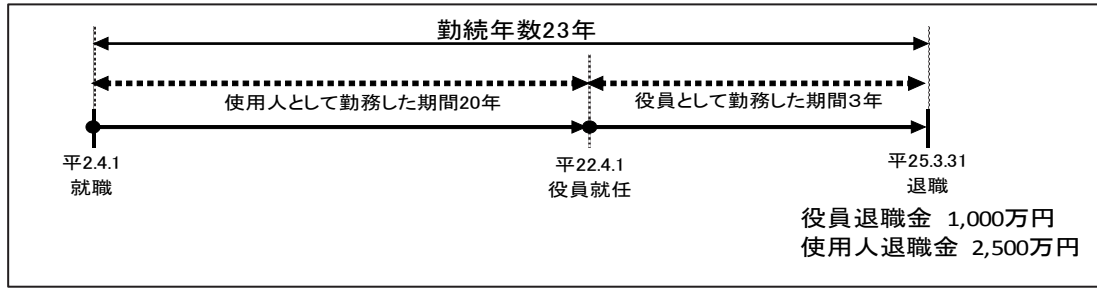 勤続年数23年
使用人として勤務した期間20年
役員として勤務した期間3年
平2.4.1
就職
平22.4.1
役員就任
平25.3.31
退職
役員退職金 1,000万円
使用人退職金 2,500万円